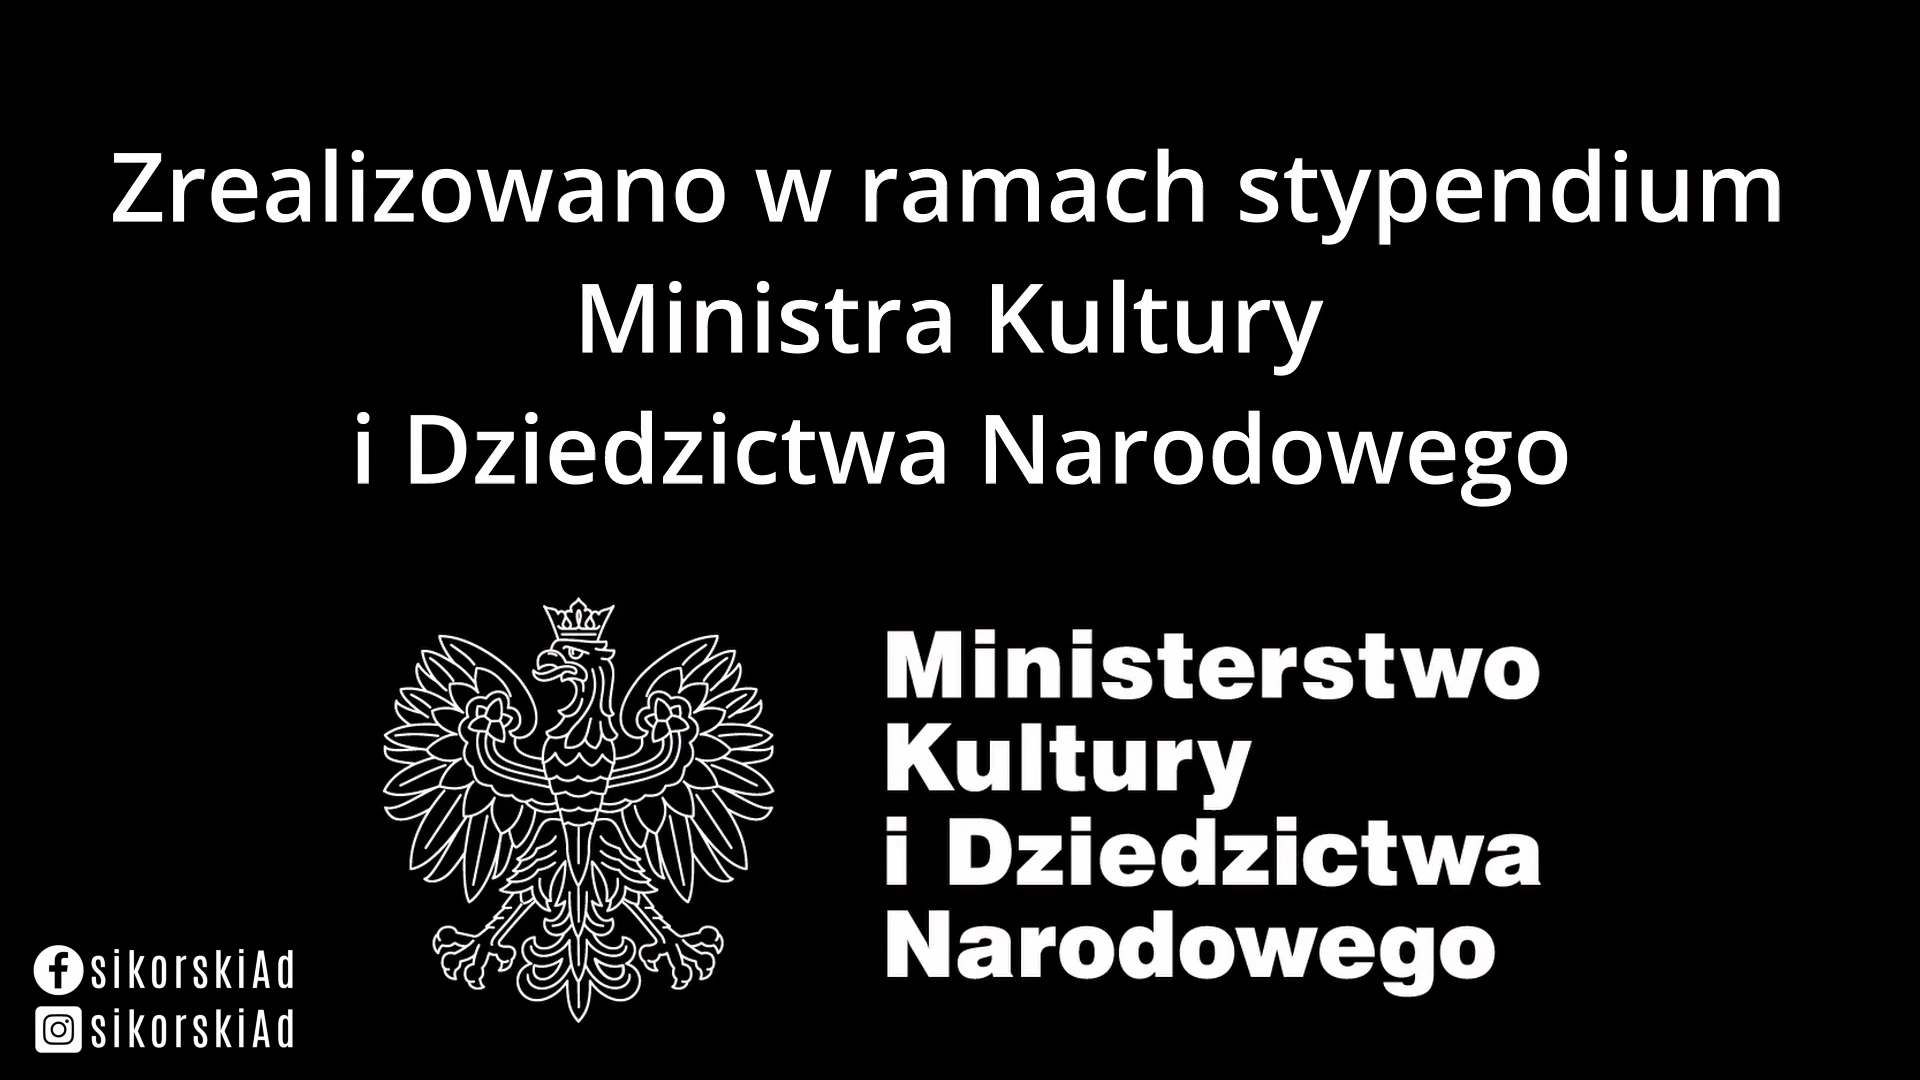 Zrealizowano w ramach stypendium
Ministra Kultury
i Dziedzictwa Narodowego
Ministerstwo
Kultury
i Dziedzictwa
Narodowego
sikorskiAd
sikorskiAd